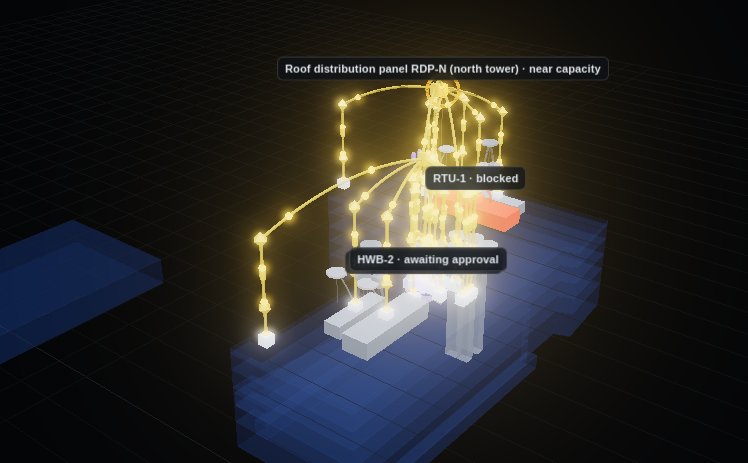 Roof distribution panel RDP-N (north tower) · near capacity
RTU-1 · blocked
HWB-2 · awaiting approval